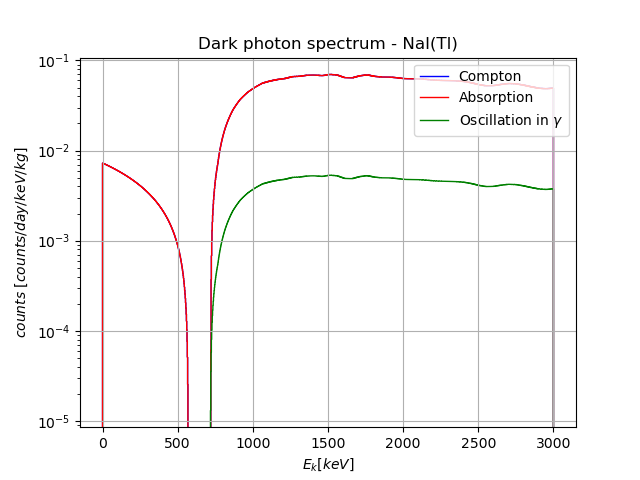 Dark photon spectrum - NaI(Tl)
counts [counts/day/keV/kg]
10⁻¹
10⁻²
10⁻³
10⁻⁴
10⁻⁵
Compton
Absorption
Oscillation in γ
0 500 1000 1500 2000 2500 3000
E_k[keV]